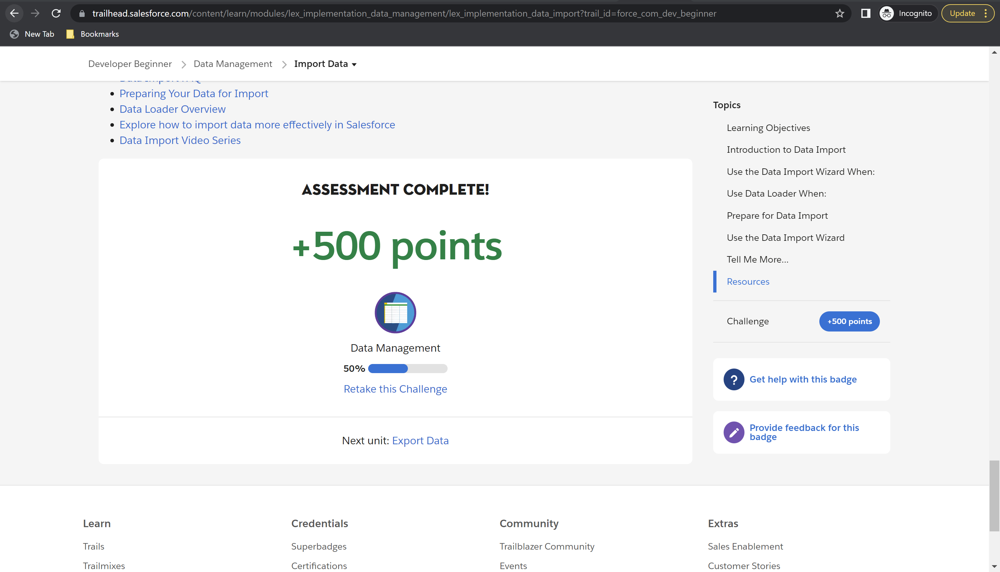 trailhead.salesforce.com/content/learn/modules/lex_implementation_data_management/lex_implementation_data_import?trail_id=force_com_dev_beginner
Incognito
Update
New Tab
Bookmarks
Developer Beginner
Data Management
Import Data
Data Import FAQ
Preparing Your Data for Import
Data Loader Overview
Explore how to import data more effectively in Salesforce
Data Import Video Series
ASSESSMENT COMPLETE!
+500 points
Data Management
50%
Retake this Challenge
Next unit: Export Data
Topics
Learning Objectives
Introduction to Data Import
Use the Data Import Wizard When:
Use Data Loader When:
Prepare for Data Import
Use the Data Import Wizard
Tell Me More...
Resources
Challenge
+500 points
?
Get help with this badge
Provide feedback for this
badge
Learn
Trails
Trailmixes
Credentials
Superbadges
Certifications
Community
Trailblazer Community
Events
Extras
Sales Enablement
Customer Stories